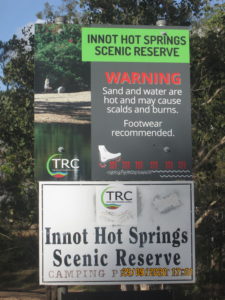 INNOT HOT SPRINGS
SCENIC RESERVE
WARNING
Sand and water are
hot and may cause
scalds and burns.
Footwear
recommended.
TRC
TRC
Innot Hot Springs
Scenic Reserve
CAMPING P